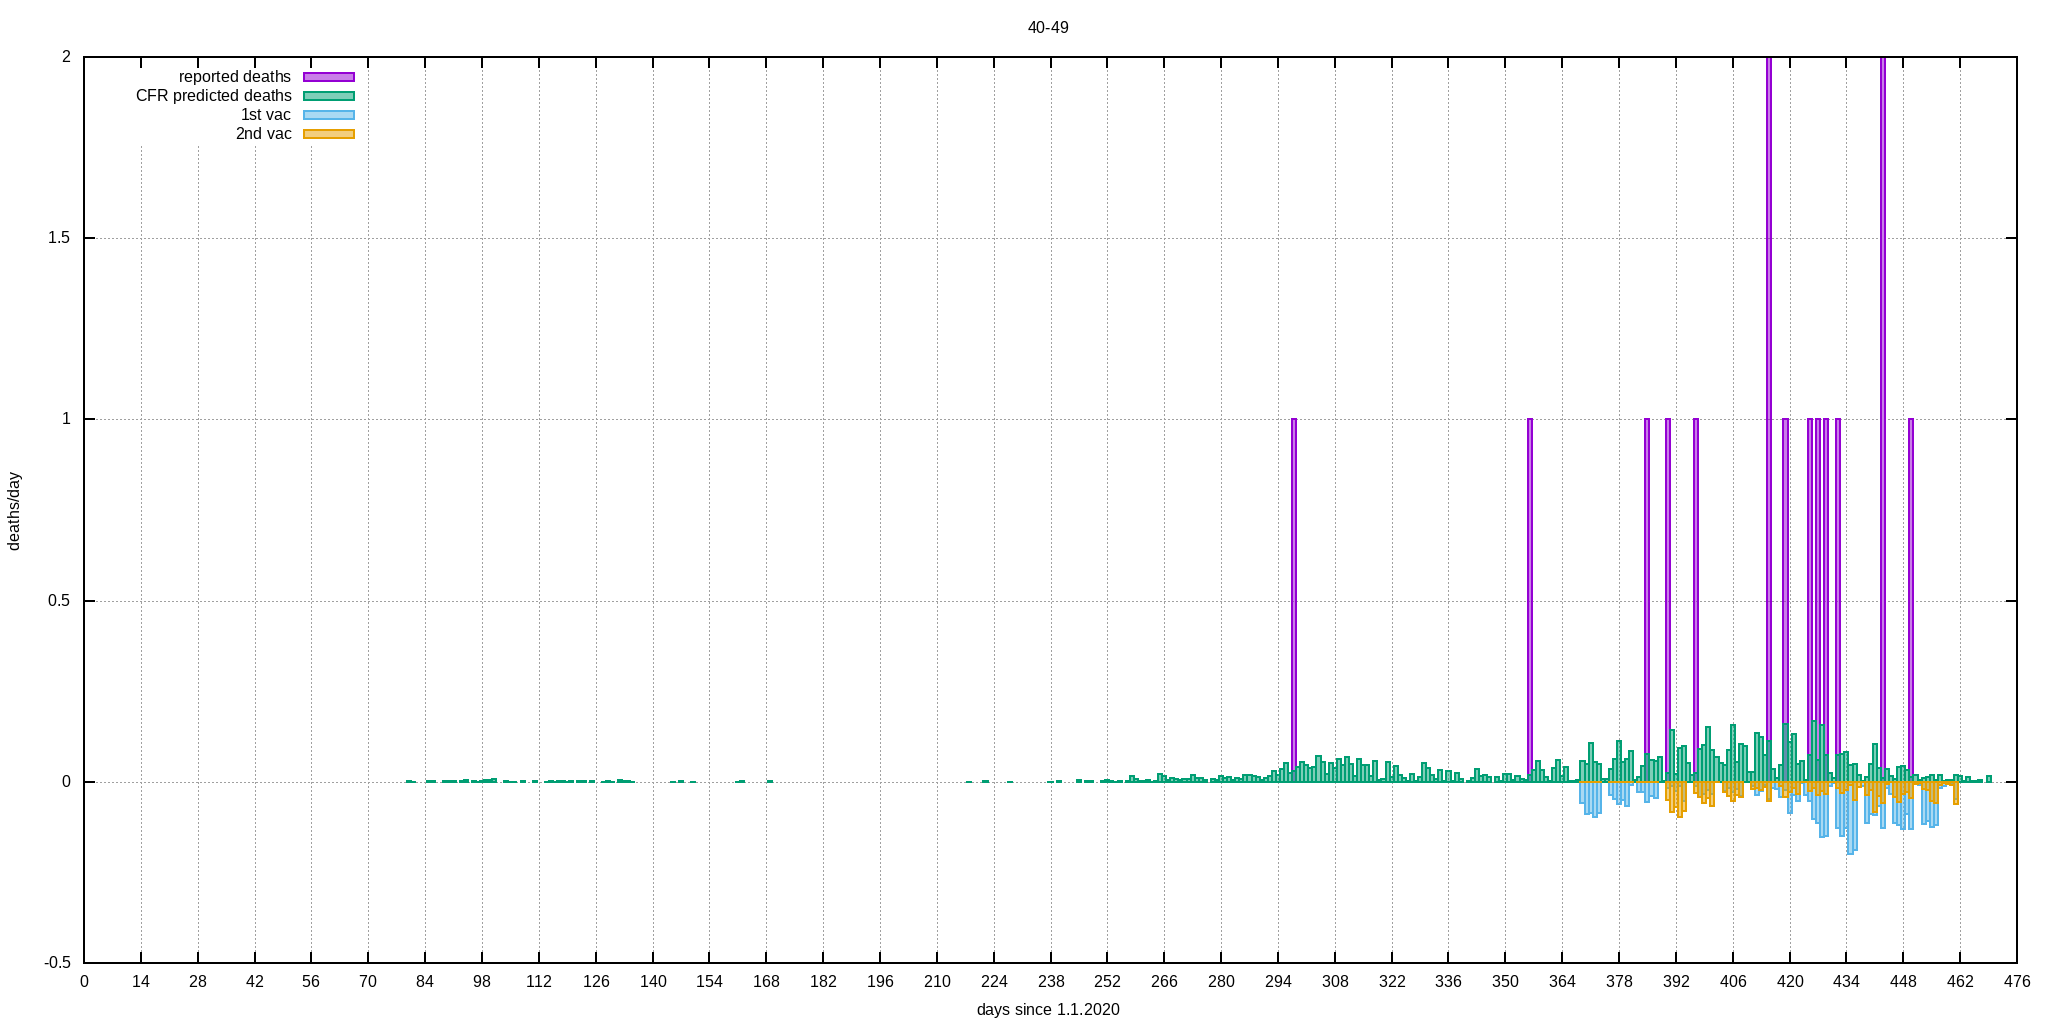 40-49
reported deaths
CFR predicted deaths
1st vac
2nd vac
2
1.5
1
0.5
0
-0.5
deaths/day
0 14 28 42 56 70 84 98 112 126 140 154 168 182 196 210 224 238 252 266 280 294 308 322 336 350 364 378 392 406 420 434 448 462 476
days since 1.1.2020